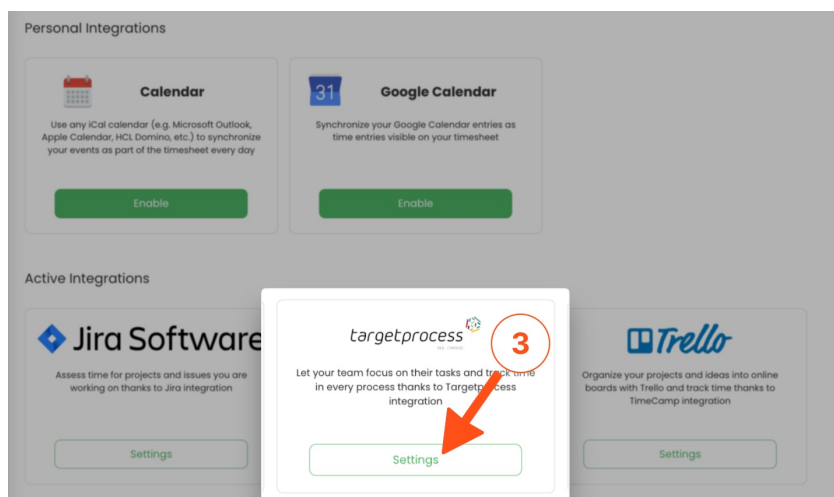 Personal Integrations
Calendar
Use any iCal calendar (e.g. Microsoft Outlook,
Apple Calendar, HCL Domino, etc.) to synchronize
your events as part of the timesheet every day
Enable
31
Google Calendar
Synchronize your Google Calendar entries as
time entries visible on your timesheet
Enable
Active Integrations
Jira Software
Assess time for projects and issues you are
working on thanks to Jira integration
Settings
targetprocess
3
Let your team focus on their tasks and track time
in every process thanks to Targetprocess
integration
Settings
Trello
Organize your projects and ideas into online
boards with Trello and track time thanks to
TimeCamp integration
Settings